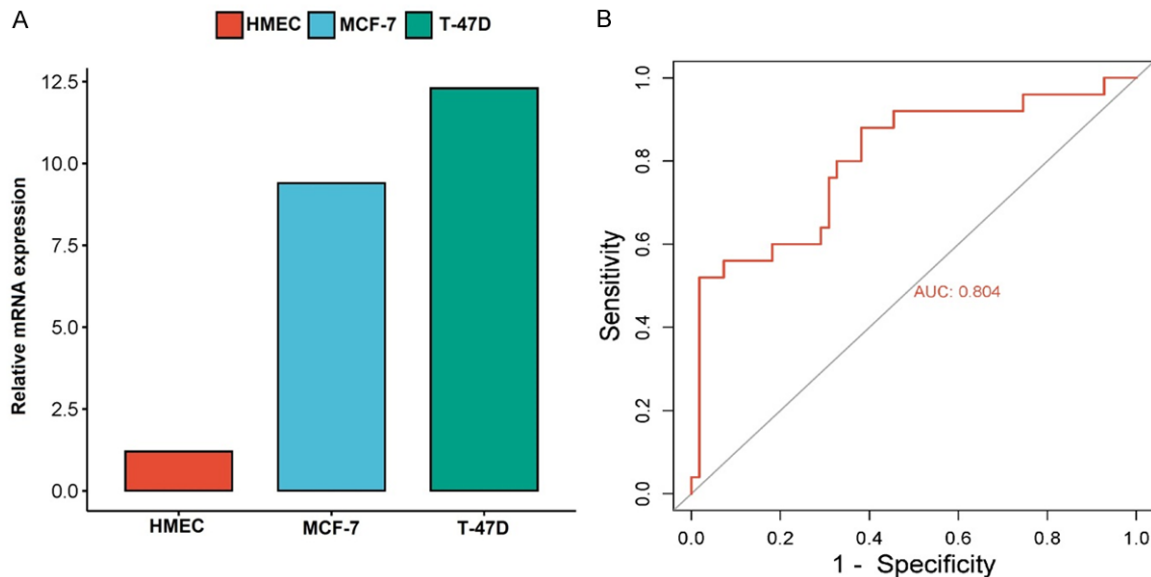 A
HMEC MCF-7 T-47D
Relative mRNA expression
12.5
10.0
7.5
5.0
2.5
0.0
HMEC MCF-7 T-47D
B
Sensitivity
1.0
0.8
0.6
0.4
0.2
0.0
AUC: 0.804
0.0 0.2 0.4 0.6 0.8 1.0
1 - Specificity